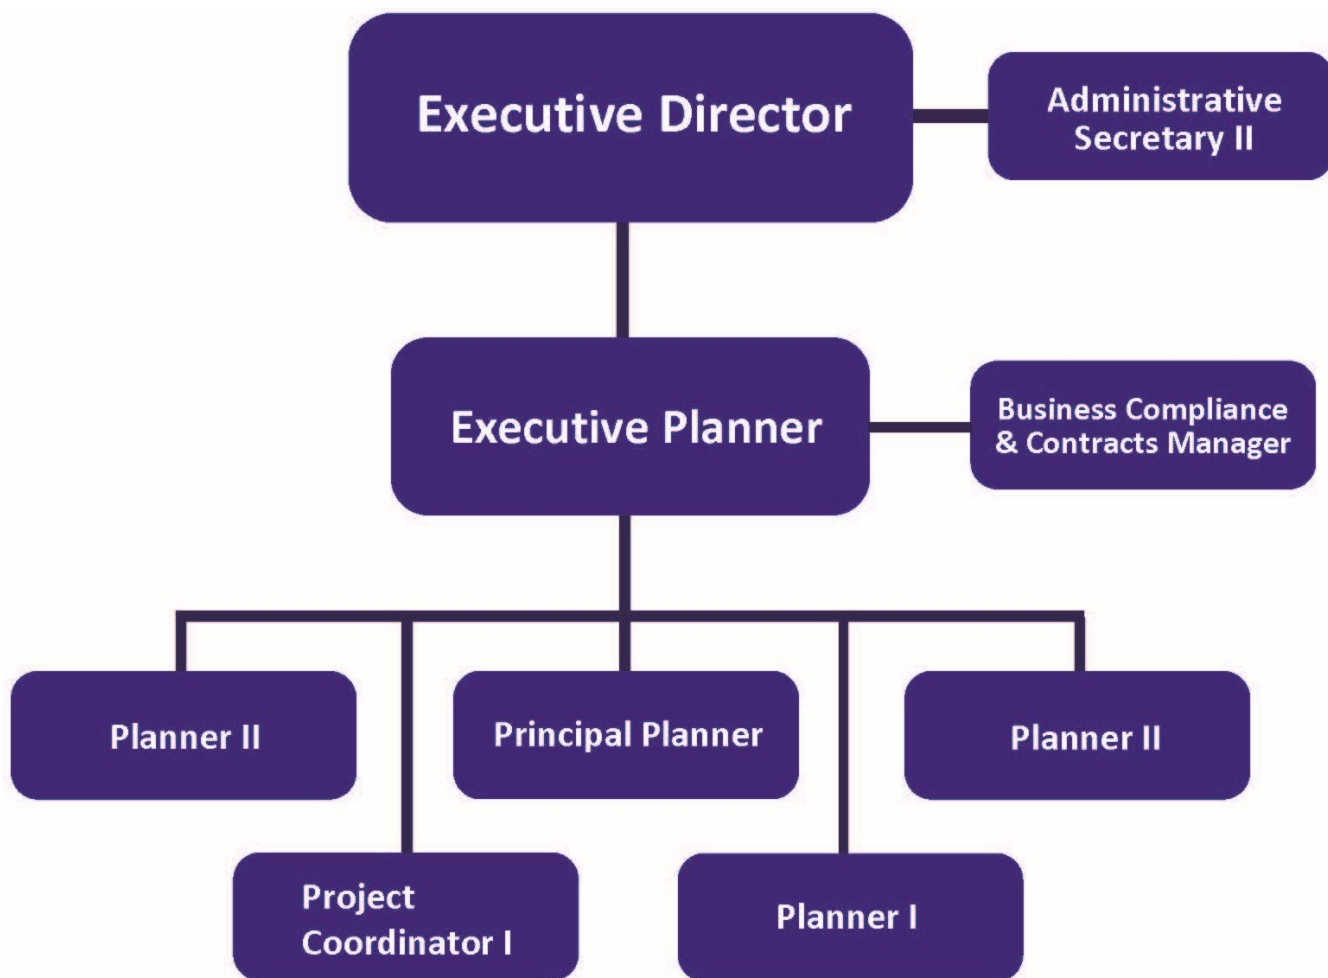 Executive Director
Administrative
Secretary II
Executive Planner
Business Compliance
& Contracts Manager
Planner II
Principal Planner
Planner II
Project
Coordinator I
Planner I